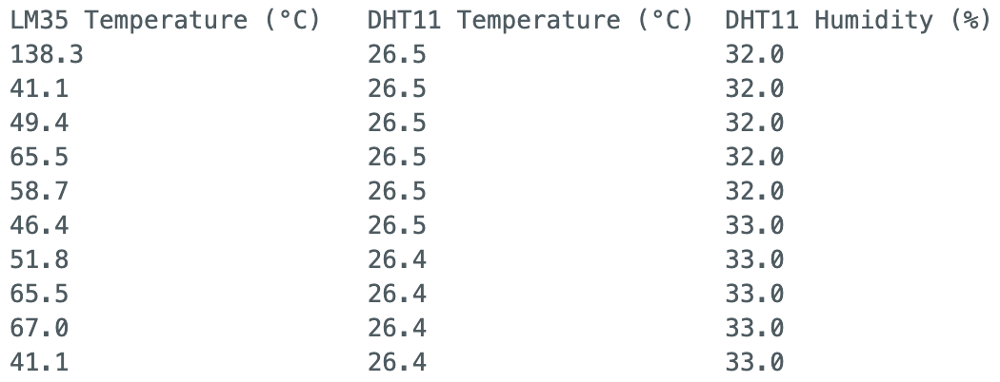 LM35 Temperature (°C) DHT11 Temperature (°C) DHT11 Humidity (%)
138.3 26.5 32.0
41.1 26.5 32.0
49.4 26.5 32.0
65.5 26.5 32.0
58.7 26.5 32.0
46.4 26.5 33.0
51.8 26.4 33.0
65.5 26.4 33.0
67.0 26.4 33.0
41.1 26.4 33.0